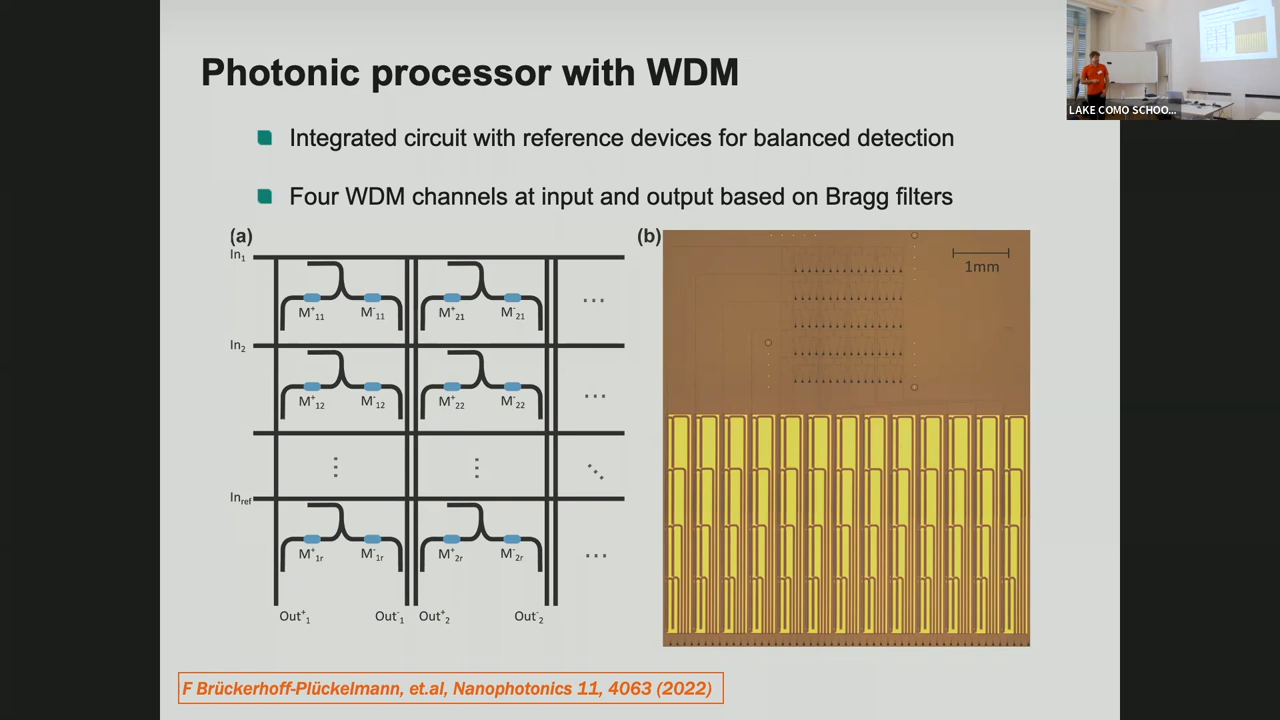 Photonic processor with WDM
Integrated circuit with reference devices for balanced detection
Four WDM channels at input and output based on Bragg filters
(a)
In1
M+11 M-11 M+21 M-21 ...
In2
M+12 M-12 M+22 M-22 ...
Inref
M+1r M-1r M+2r M-2r ...
Out+1 Out-1 Out+2 Out-2
(b)
1mm
F Brückerhoff-Plückelmann, et.al, Nanophotonics 11, 4063 (2022)
LAKE COMO SCHOO...